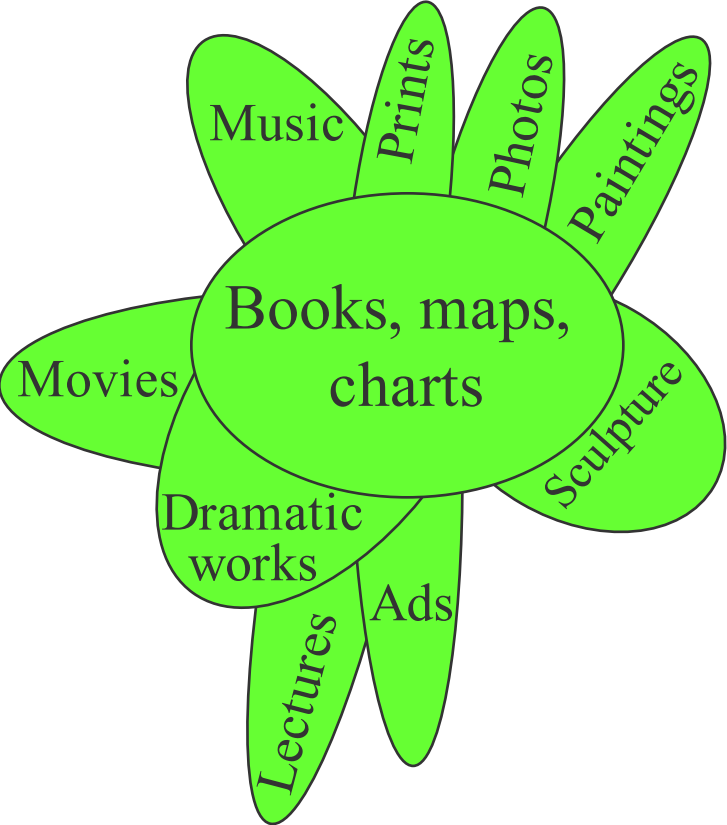 Music
Prints
Photos
Paintings
Books, maps,
charts
Movies
Sculpture
Dramatic
works
Ads
Lectures